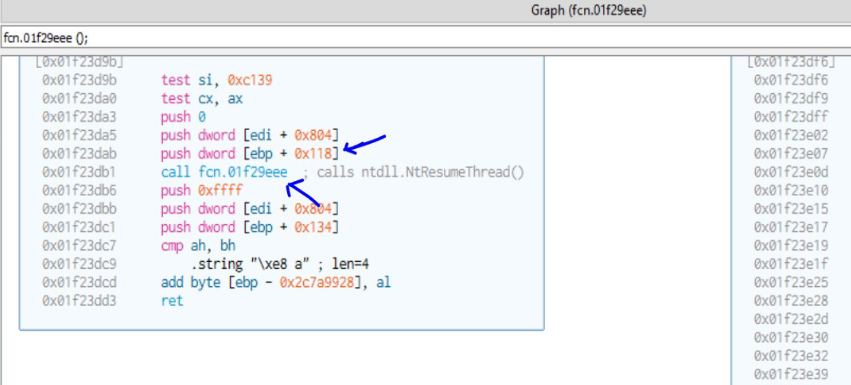 Graph (fcn.01f29eee)
fcn.01f29eee ();
[0x01f23d9b]
0x01f23d9b test si, 0xc139
0x01f23da0 test cx, ax
0x01f23da3 push 0
0x01f23da5 push dword [edi + 0x804]
0x01f23dab push dword [ebp + 0x118]
0x01f23db1 call fcn.01f29eee ; calls ntdll.NtResumeThread()
0x01f23db6 push 0xffff
0x01f23dbb push dword [edi + 0x804]
0x01f23dc1 push dword [ebp + 0x134]
0x01f23dc7 cmp ah, bh
0x01f23dc9 .string "\xe8 a" ; len=4
0x01f23dcd add byte [ebp - 0x2c7a9928], al
0x01f23dd3 ret
[0x01f23df6]
0x01f23df6
0x01f23df9
0x01f23dff
0x01f23e02
0x01f23e07
0x01f23e0d
0x01f23e10
0x01f23e15
0x01f23e17
0x01f23e19
0x01f23e1f
0x01f23e25
0x01f23e28
0x01f23e2d
0x01f23e30
0x01f23e32
0x01f23e39